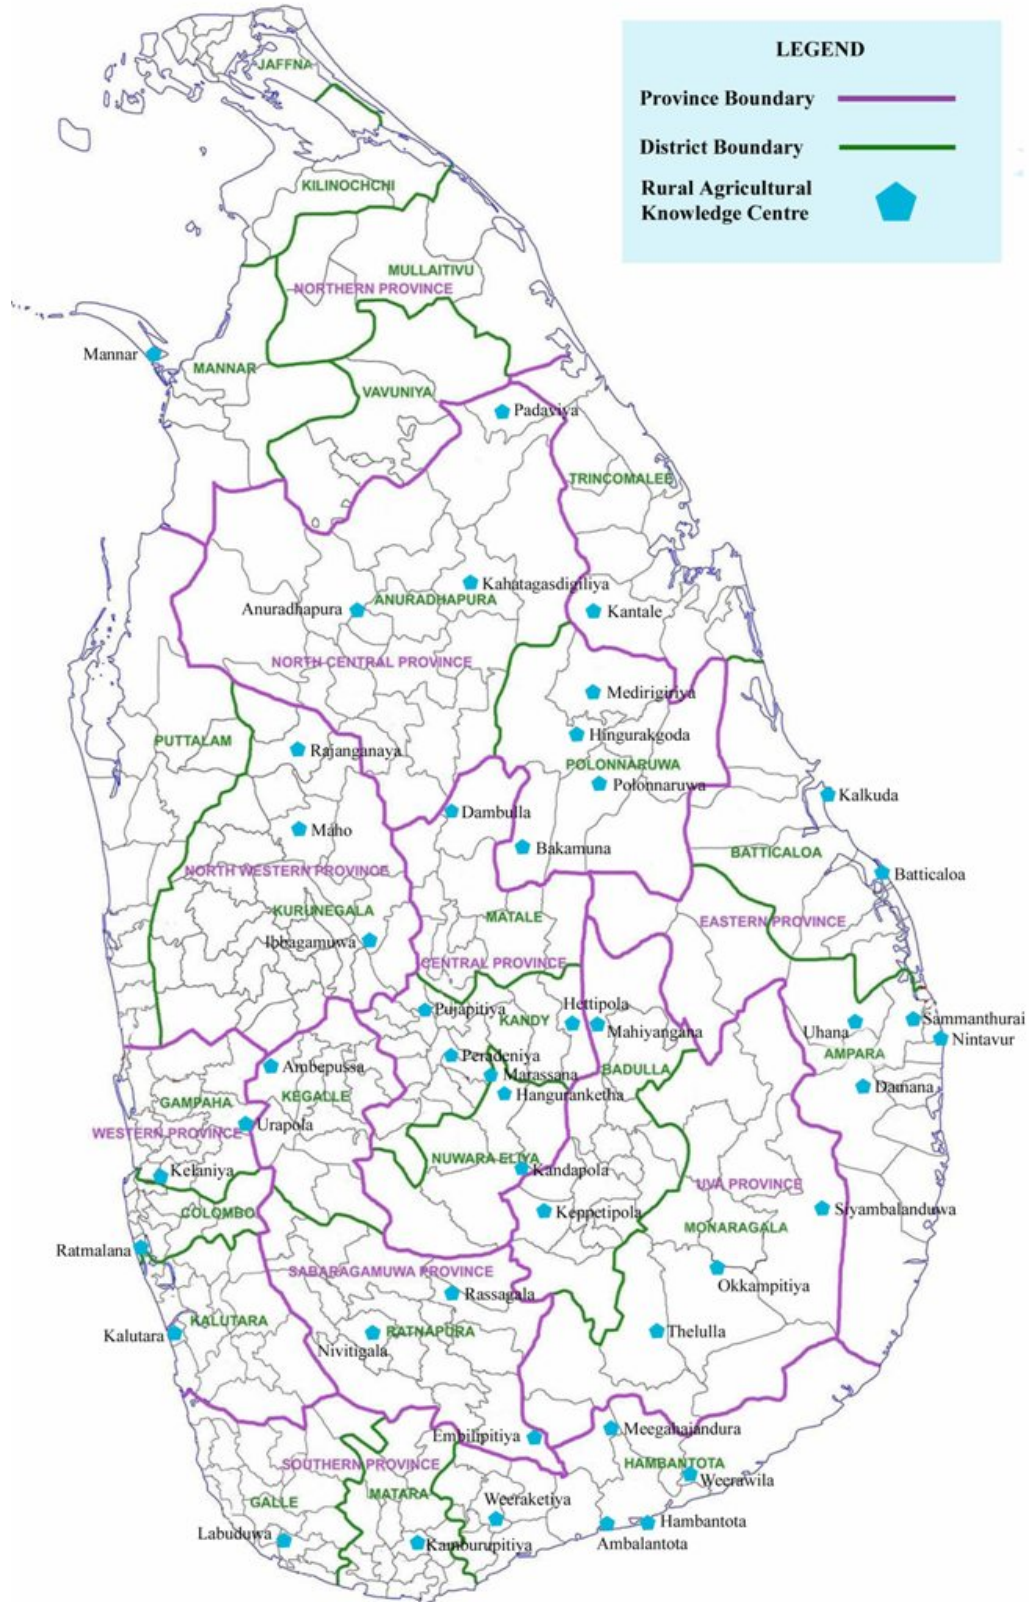 LEGEND
Province Boundary
District Boundary
Rural Agricultural
Knowledge Centre
JAFFNA
KILINOCHCHI
MULLAITIVU
NORTHERN PROVINCE
Mannar
MANNAR
VAVUNIYA
Padaviya
TRINCOMALEE
Kahatagasdigiliya
ANURADHAPURA
Anuradhapura
Kantale
NORTH CENTRAL PROVINCE
Medirigiriya
Hingurakgoda
PUTTALAM
Rajanganaya
POLONNARUWA
Polonnaruwa
Kalkuda
Dambulla
Maho
Bakamuna
BATTICALOA
NORTH WESTERN PROVINCE
Batticaloa
KURUNEGALA
MATALE
EASTERN PROVINCE
Ibbagamuwa
CENTRAL PROVINCE
Hettipola
Pujapitiya
KANDY
Mahiyangana
Uhana
Sammanthurai
Nintavur
Peradeniya
AMPARA
Ambepussa
Marassana
BADULLA
Damana
KEGALLE
Hanguranketha
GAMPAHA
Urapola
WESTERN PROVINCE
NUWARA ELIYA
Kandapola
Kelaniya
UVA PROVINCE
COLOMBO
Keppetipola
Siyambalanduwa
MONARAGALA
Ratmalana
SABARAGAMUWA PROVINCE
Okkampitiya
Rassagala
KALUTARA
Kalutara
RATNAPURA
Thelulla
Nivitigala
Meegahajandura
Embilipitiya
SOUTHERN PROVINCE
HAMBANTOTA
Weerawila
MATARA
GALLE
Weeraketiya
Hambantota
Labuduwa
Kamburupitiya
Ambalantota